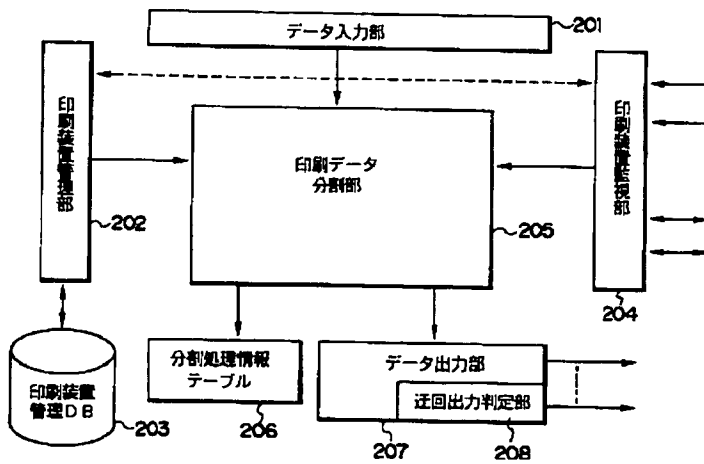 データ入力部
201
印刷装置管理部
202
印刷データ
分割部
205
印刷装置監視部
204
印刷装置
管理DB
203
分割処理情報
テーブル
206
データ出力部
207
迂回出力判定部
208